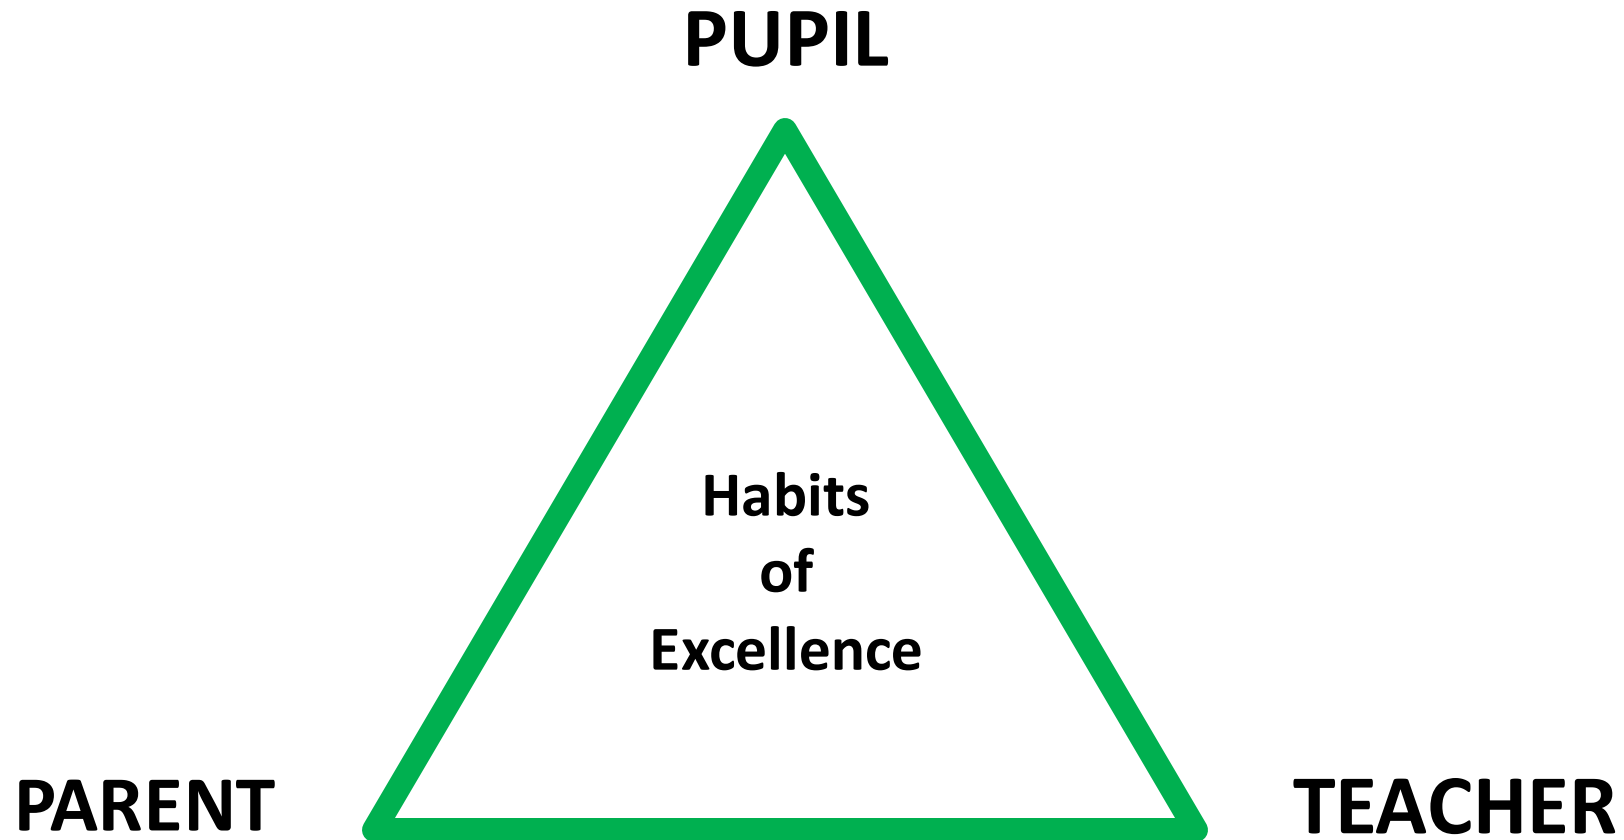 PUPIL
Habits
of
Excellence
PARENT
TEACHER